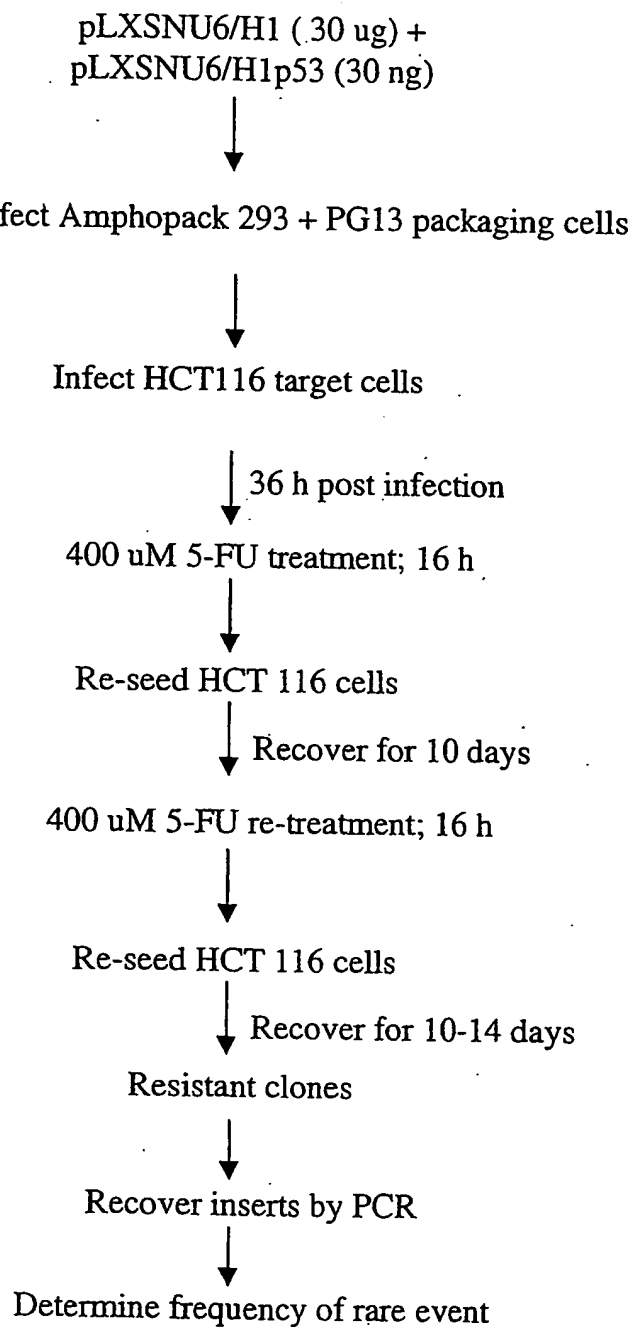 pLXSNU6/H1 (30 ug) +
pLXSNU6/H1p53 (30 ng)
fect Amphopack 293 + PG13 packaging cells
Infect HCT116 target cells
36 h post infection
400 uM 5-FU treatment; 16 h
Re-seed HCT 116 cells
Recover for 10 days
400 uM 5-FU re-treatment; 16 h
Re-seed HCT 116 cells
Recover for 10-14 days
Resistant clones
Recover inserts by PCR
Determine frequency of rare event